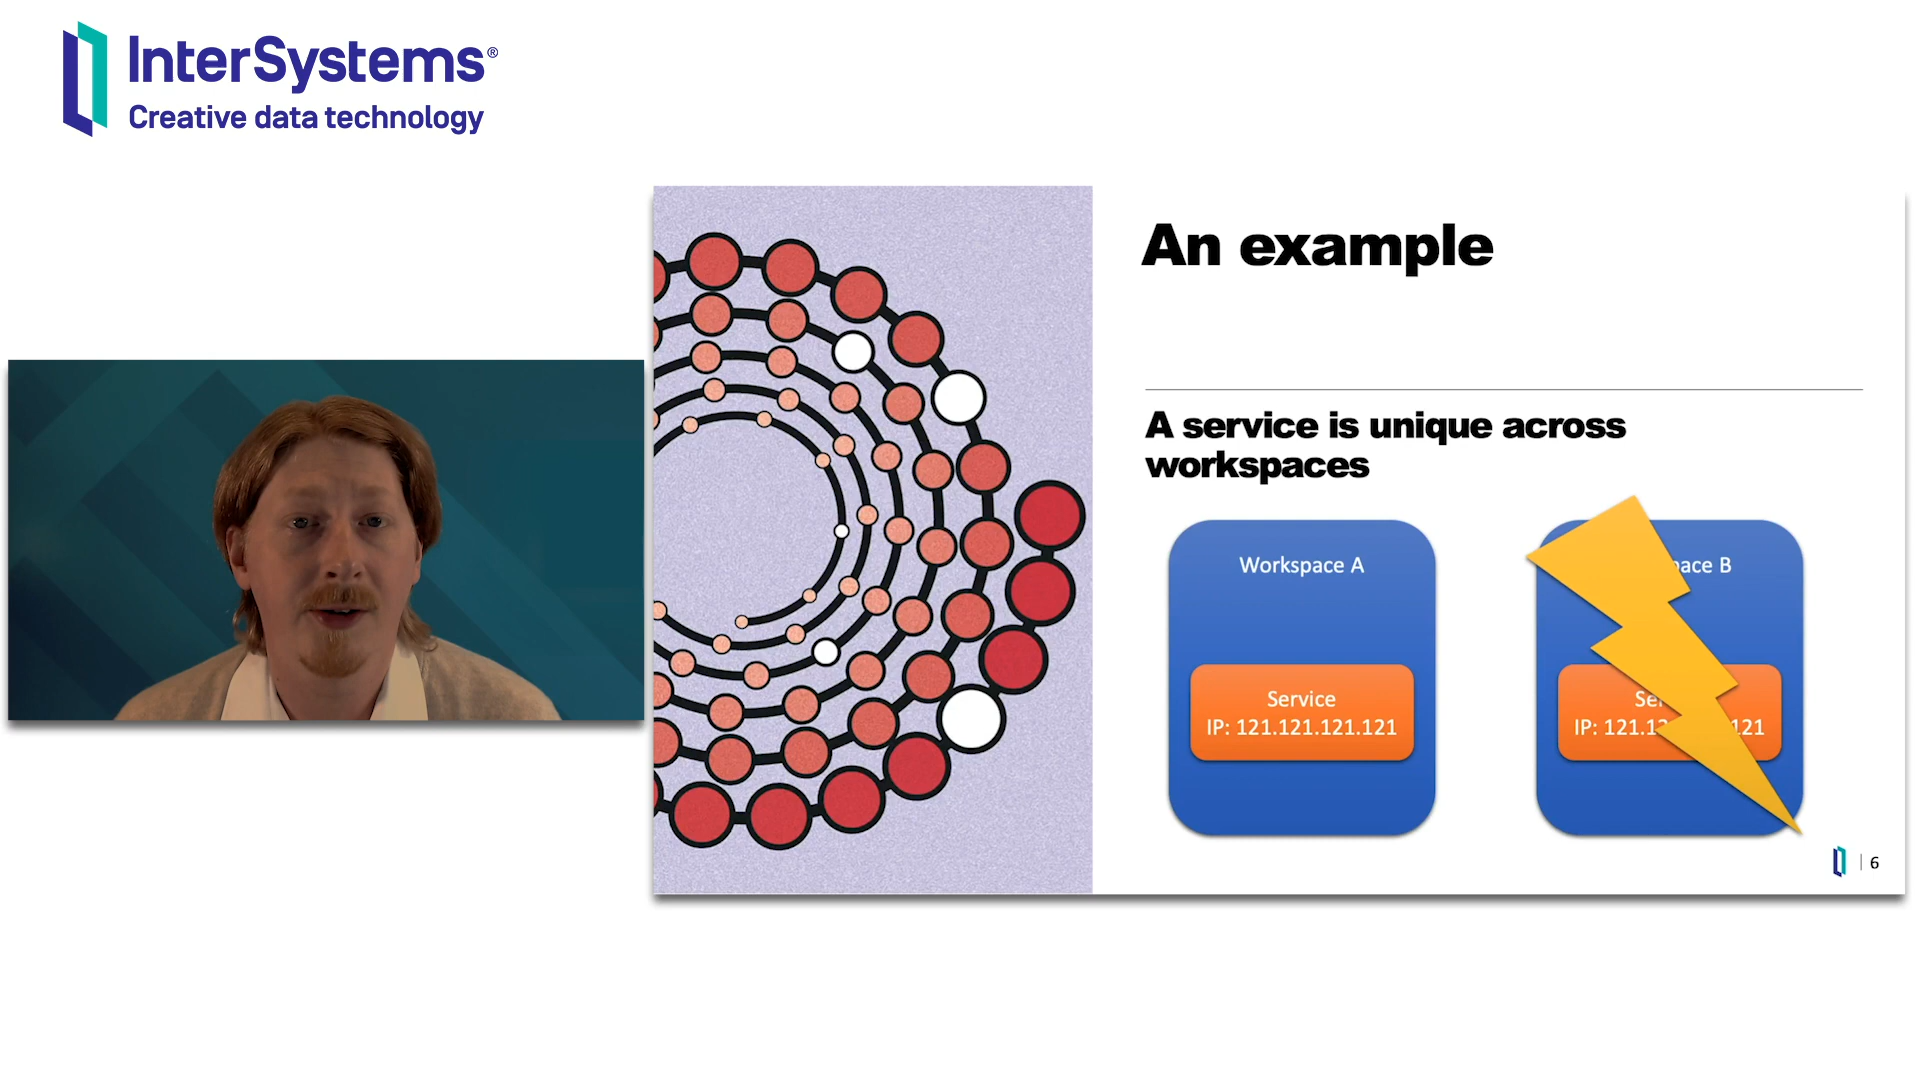 InterSystems®
Creative data technology
An example
A service is unique across
workspaces
Workspace A
Service
IP: 121.121.121.121
ace B
Se
IP: 121.1 121
6